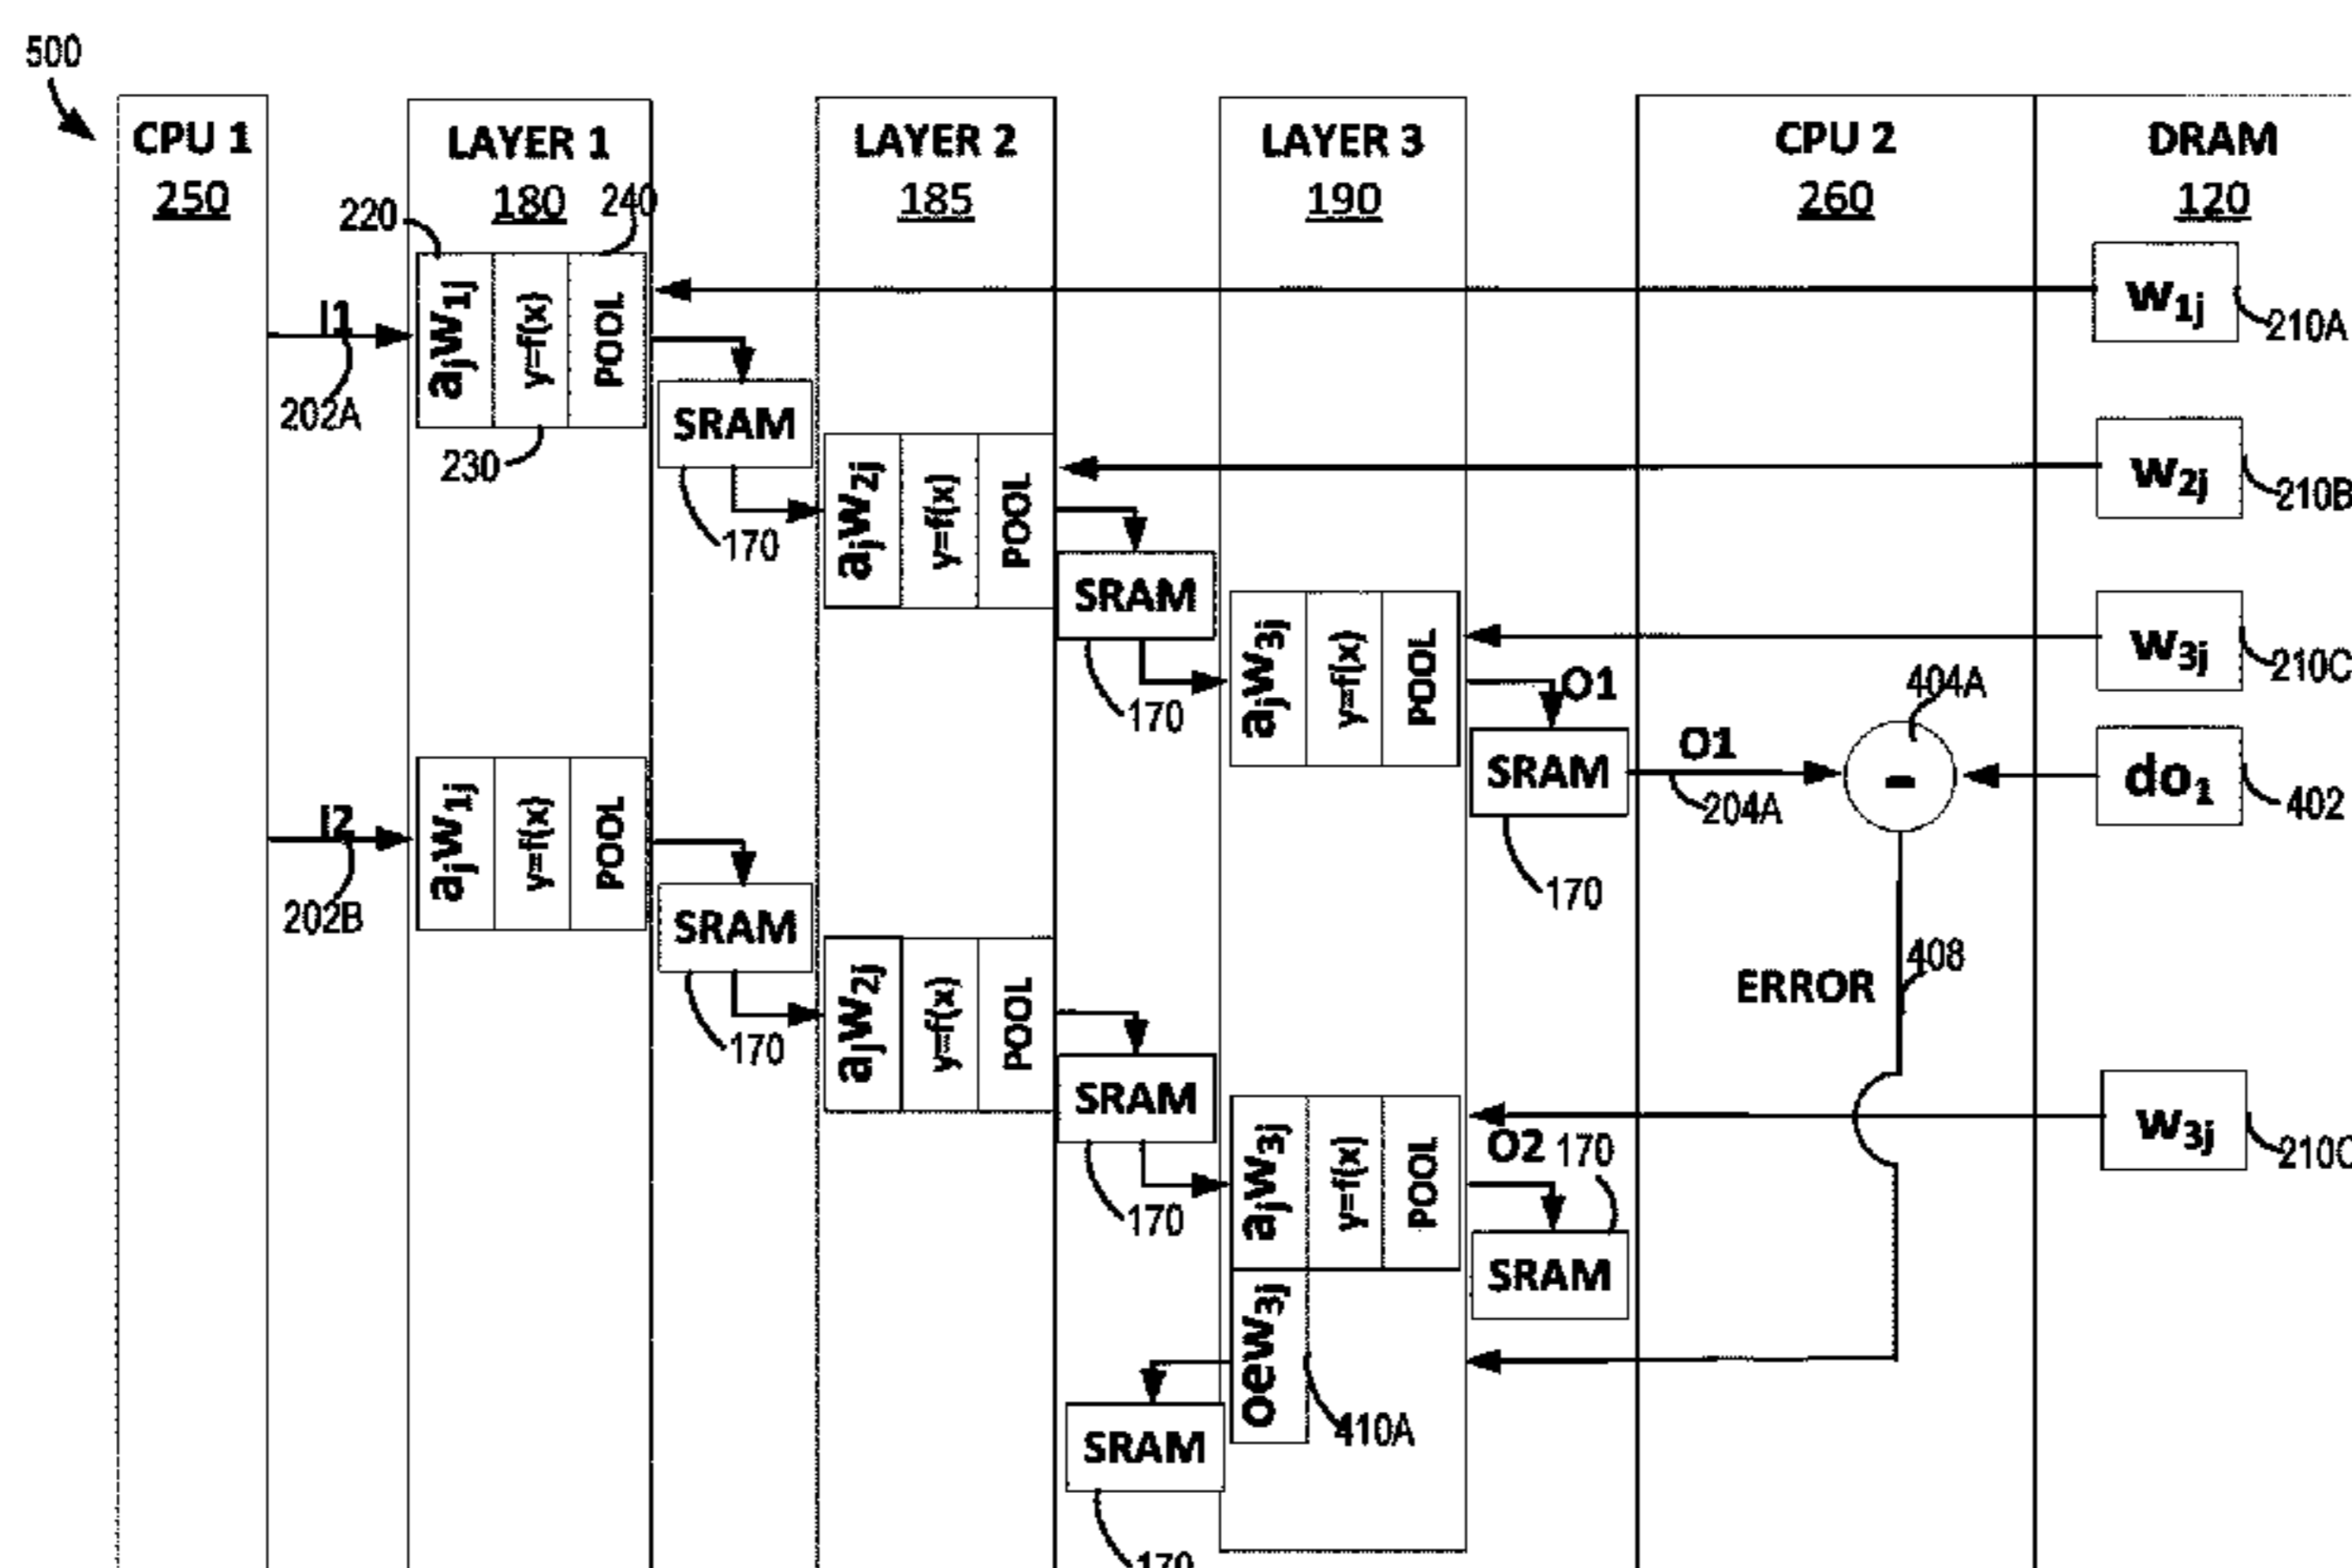 500
CPU 1
250
LAYER 1
180
LAYER 2
185
LAYER 3
190
CPU 2
260
DRAM
120
220
240
ajw1j
y=f(x)
POOL
230
I1
202A
W1j
210A
SRAM
170
ajw2j
y=f(x)
POOL
W2j
210B
SRAM
170
ajw3j
y=f(x)
POOL
W3j
210C
O1
SRAM
170
O1
204A
404A
-
do1
402
I2
202B
ajw1j
y=f(x)
POOL
SRAM
170
ajw2j
y=f(x)
POOL
ERROR
408
SRAM
170
ajw3j
y=f(x)
POOL
W3j
O2
170
SRAM
oew3j
410A
SRAM
170